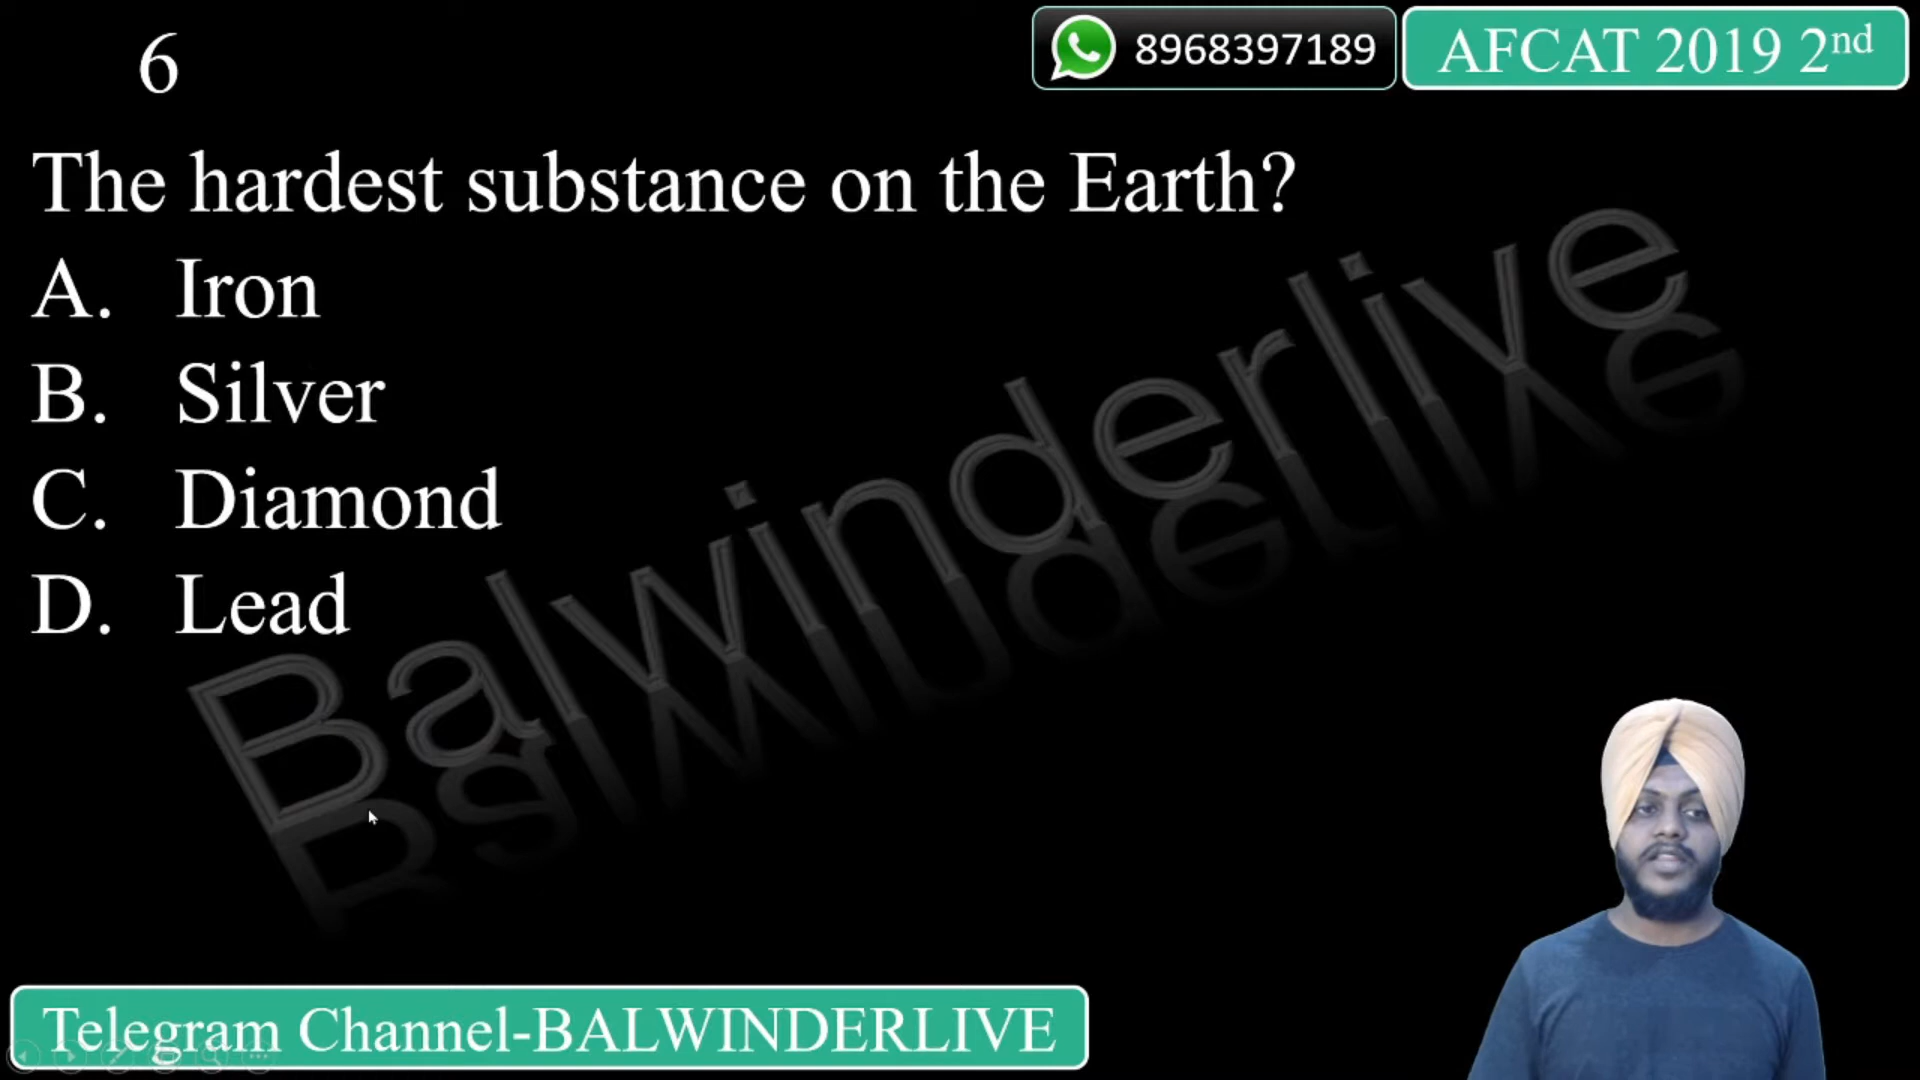 6
8968397189
AFCAT 2019 2nd
The hardest substance on the Earth?
A. Iron
B. Silver
C. Diamond
D. Lead
Balwinderlive
Telegram Channel-BALWINDERLIVE